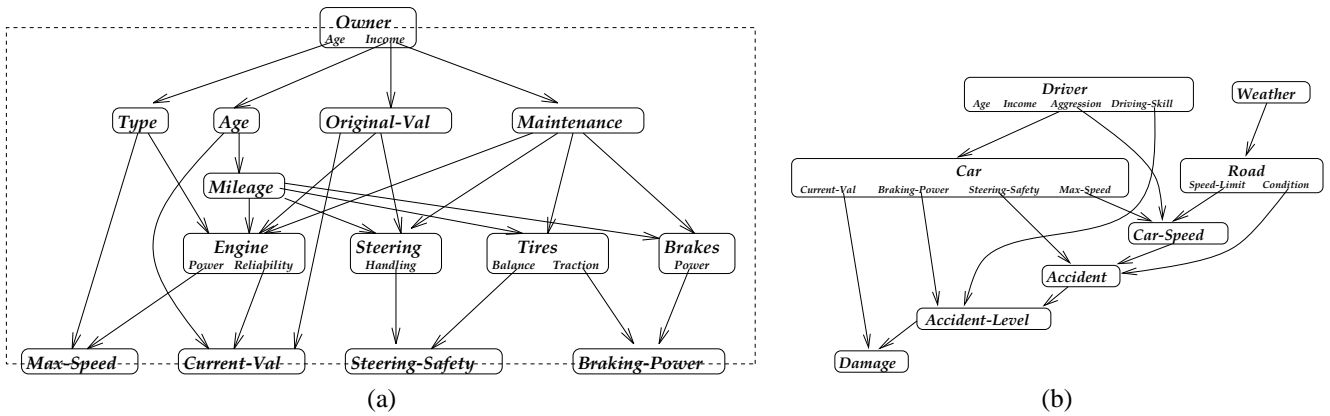 Owner
Age Income
Type Age Original-Val Maintenance
Mileage
Engine Steering Tires Brakes
Power Reliability Handling Balance Traction Power
Max-Speed Current-Val Steering-Safety Braking-Power
(a)
Driver
Age Income Aggression Driving-Skill
Weather
Car
Current-Val Braking-Power Steering-Safety Max-Speed
Road
Speed-Limit Condition
Car-Speed
Accident
Accident-Level
Damage
(b)